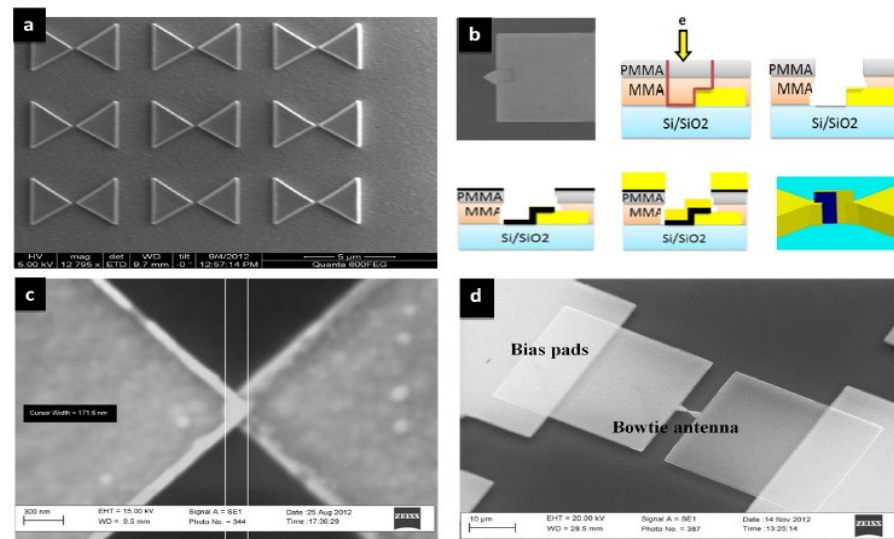 a
HV mag det WD tilt 9/4/2012 5 µm
5.00 kV 12 795 x ETD 9.7 mm -0 ° 12:57:14 PM Quanta 600FEG
b
e
PMMA
MMA
Si/SiO2
PMMA
MMA
Si/SiO2
PMMA
MMA
Si/SiO2
PMMA
MMA
Si/SiO2
c
Cursor Width = 171.6 nm
300 nm EHT = 15.00 kV Signal A = SE1 Date :25 Aug 2012
WD = 9.5 mm Photo No. = 344 Time :17:36:29 ZEISS
d
Bias pads
Bowtie antenna
10 µm EHT = 20.00 kV Signal A = SE1 Date :14 Nov 2012
WD = 28.5 mm Photo No. = 387 Time :13:25:14 ZEISS